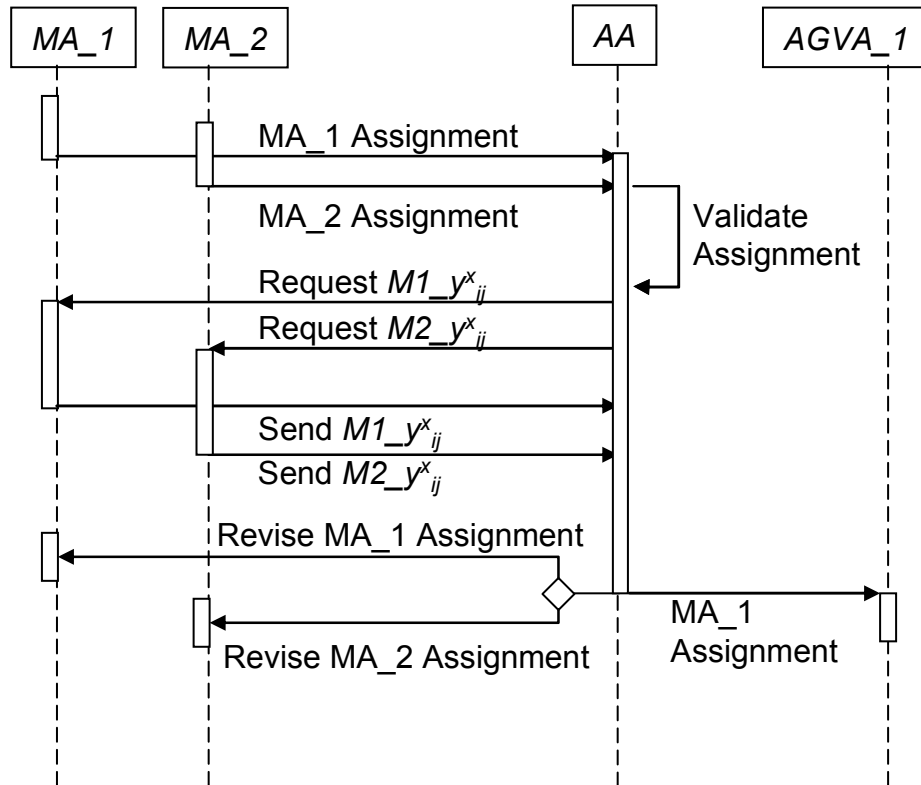 MA_1
MA_2
AA
AGVA_1
MA_1 Assignment
MA_2 Assignment
Validate
Assignment
Request M1_y^x_ij
Request M2_y^x_ij
Send M1_y^x_ij
Send M2_y^x_ij
Revise MA_1 Assignment
MA_1
Assignment
Revise MA_2 Assignment